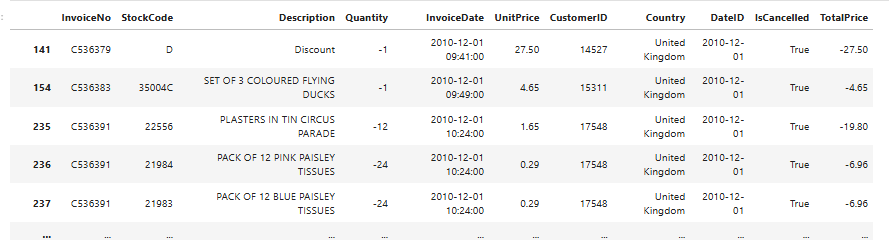 InvoiceNo StockCode Description Quantity InvoiceDate UnitPrice CustomerID Country DateID IsCancelled TotalPrice
141 C536379 D Discount -1 2010-12-01 09:41:00 27.50 14527 United Kingdom 2010-12-01 True -27.50
154 C536383 35004C SET OF 3 COLOURED FLYING DUCKS -1 2010-12-01 09:49:00 4.65 15311 United Kingdom 2010-12-01 True -4.65
235 C536391 22556 PLASTERS IN TIN CIRCUS PARADE -12 2010-12-01 10:24:00 1.65 17548 United Kingdom 2010-12-01 True -19.80
236 C536391 21984 PACK OF 12 PINK PAISLEY TISSUES -24 2010-12-01 10:24:00 0.29 17548 United Kingdom 2010-12-01 True -6.96
237 C536391 21983 PACK OF 12 BLUE PAISLEY TISSUES -24 2010-12-01 10:24:00 0.29 17548 United Kingdom 2010-12-01 True -6.96
... ... ... ... ... ... ... ... ... ... ... ...